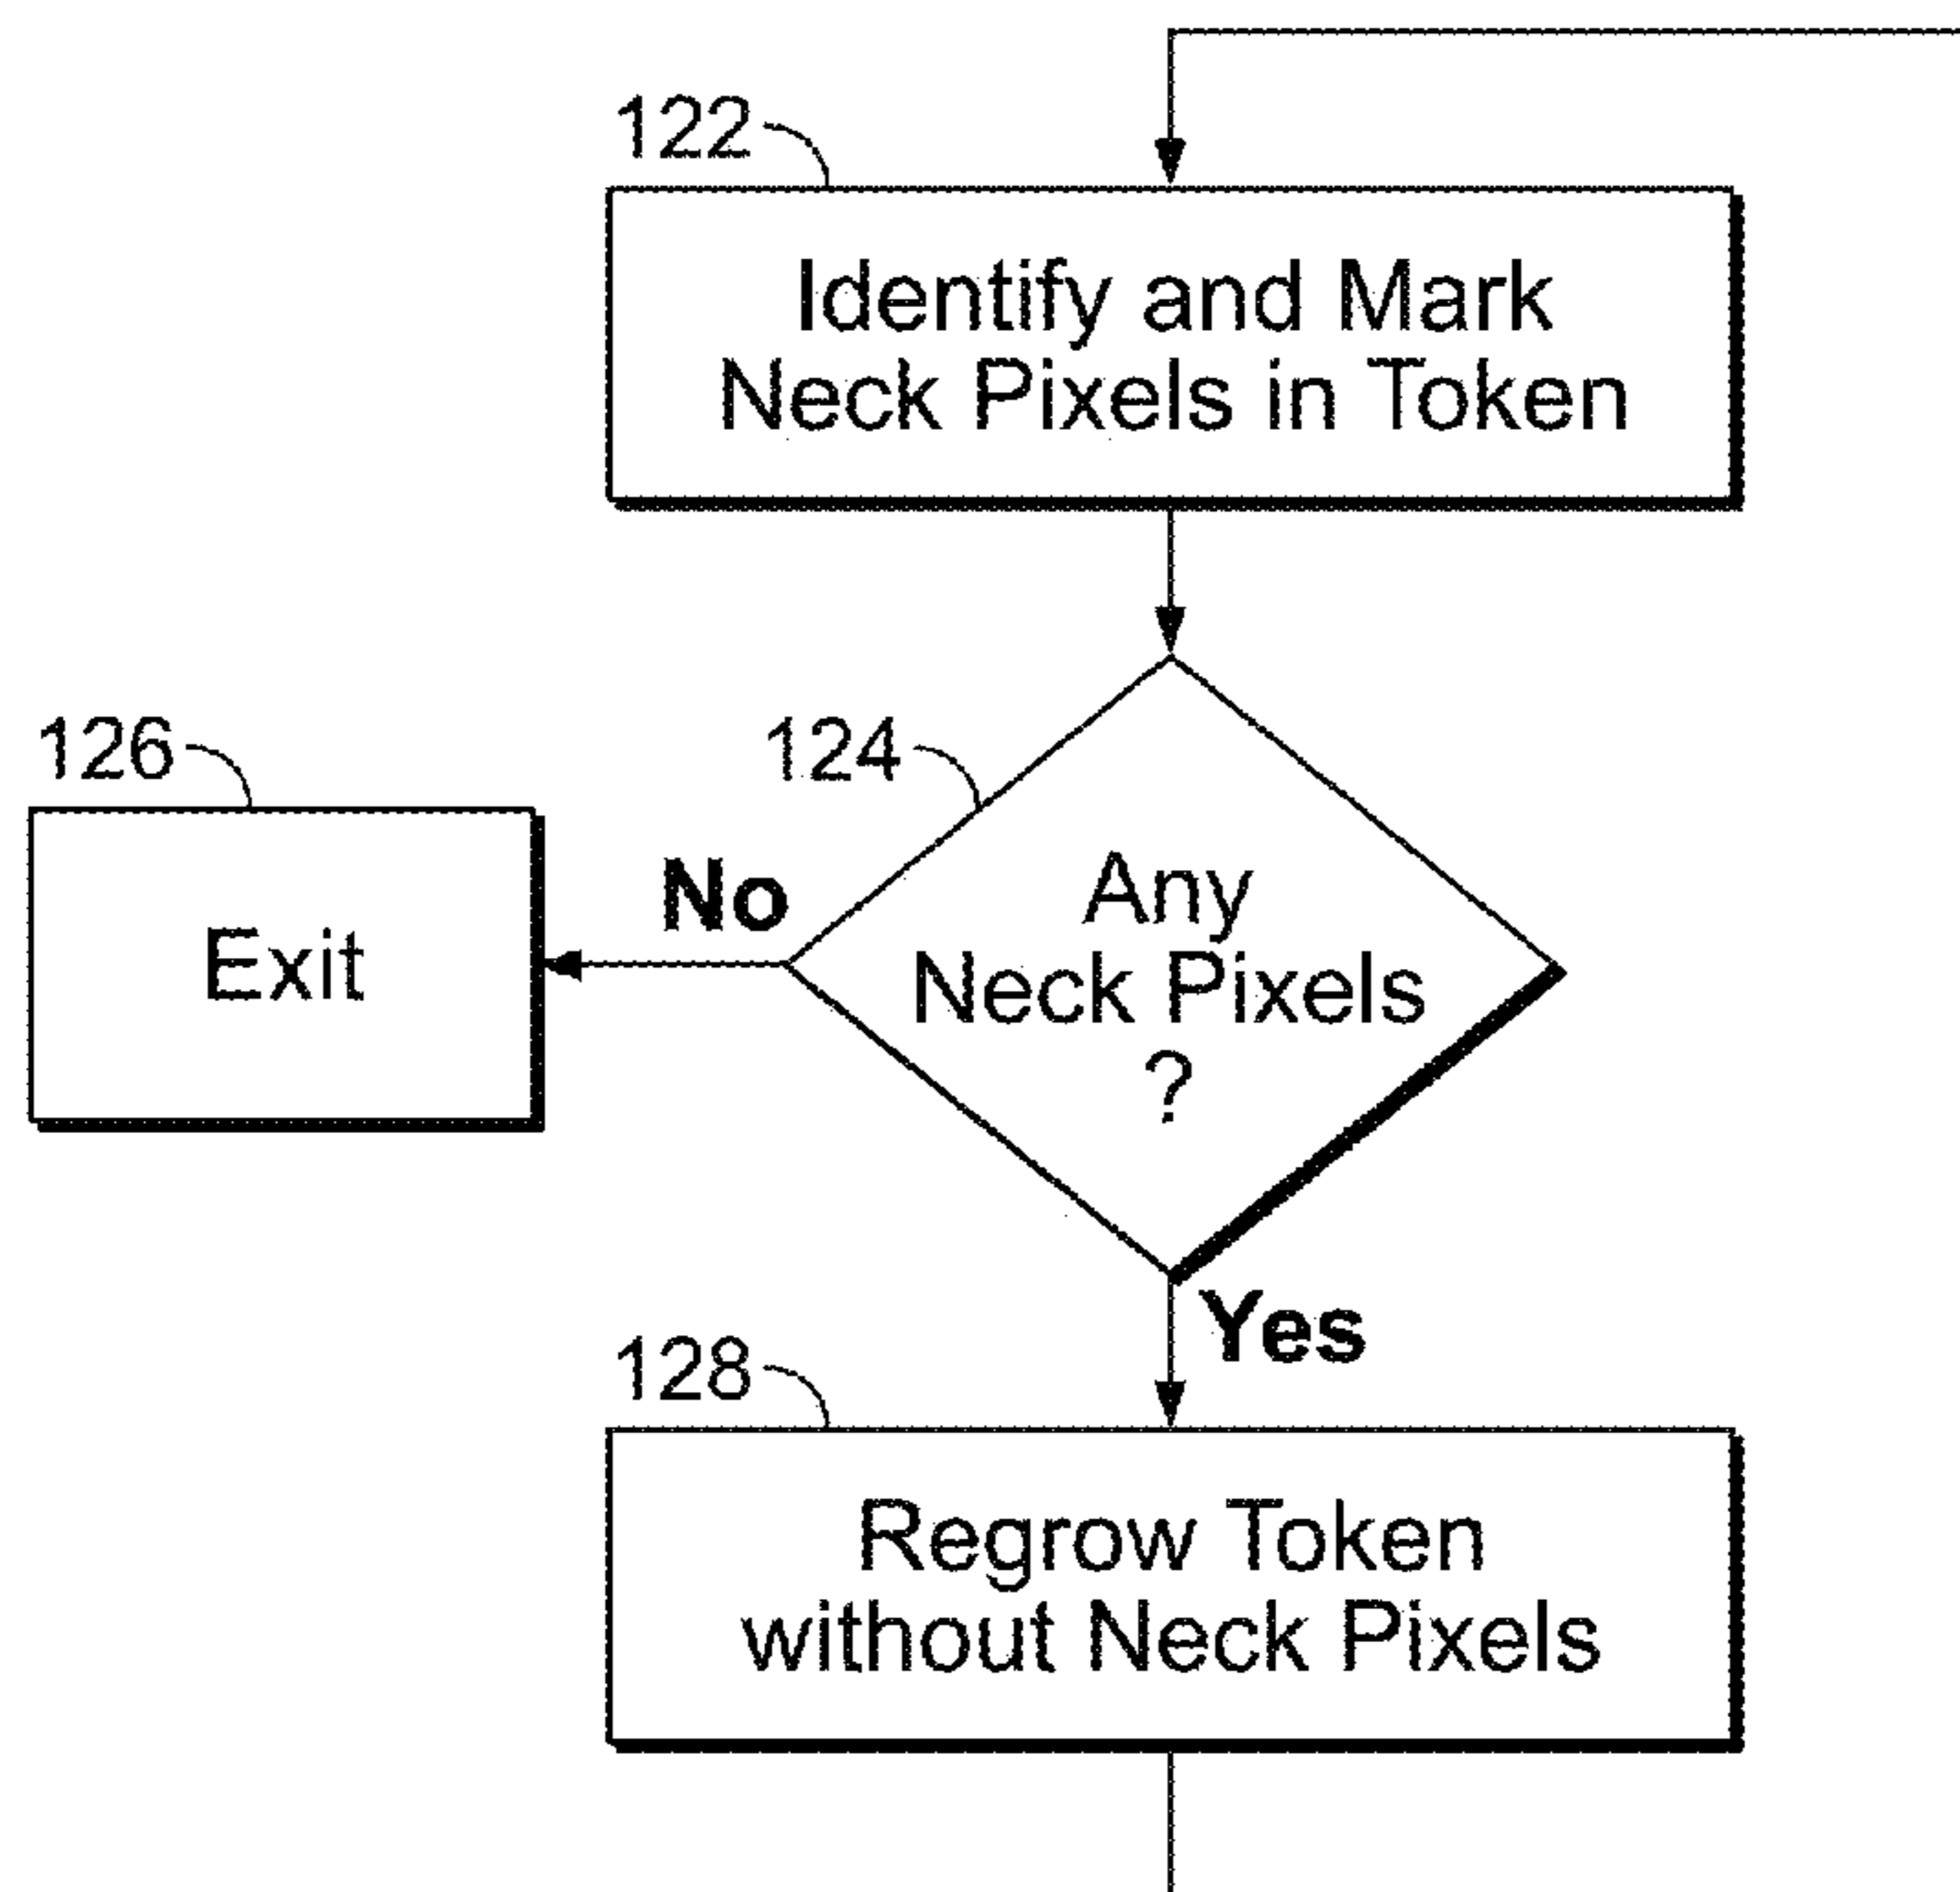 122
Identify and Mark
Neck Pixels in Token
126
124
No
Any
Neck Pixels
?
Exit
Yes
128
Regrow Token
without Neck Pixels